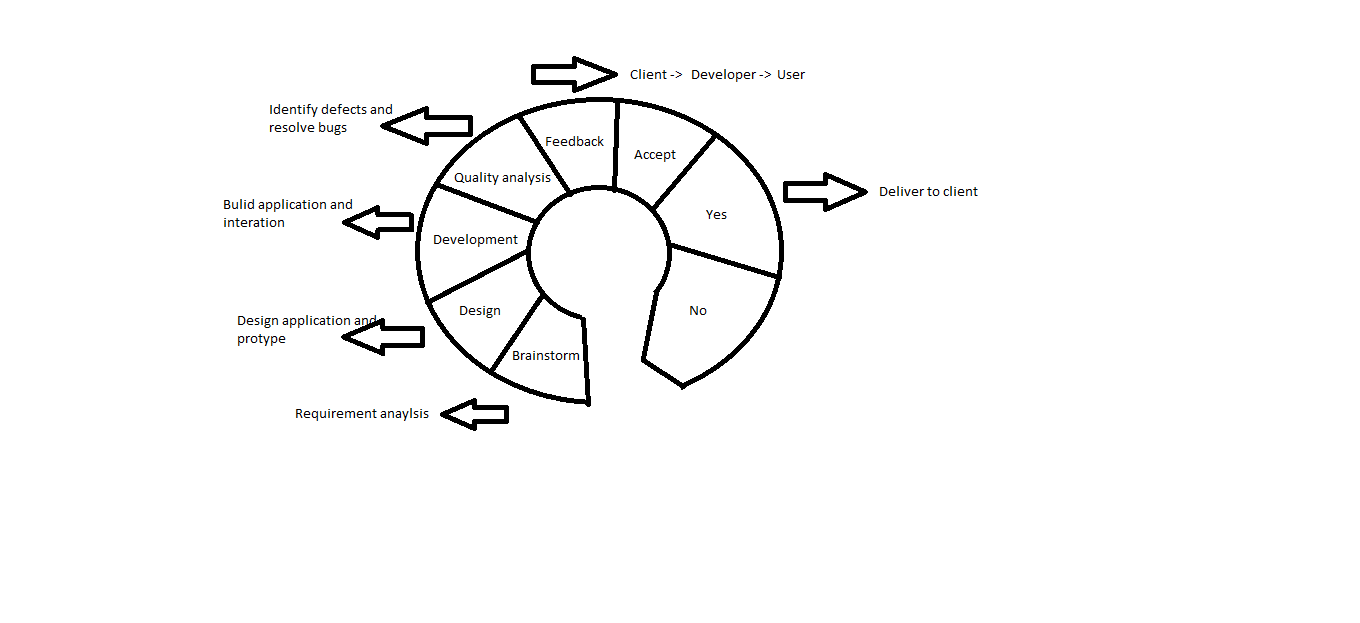 Client -> Developer -> User
Identify defects and
resolve bugs
Feedback
Accept
Quality analysis
Deliver to client
Bulid application and
interation
Yes
Development
Design
No
Design application and
protype
Brainstorm
Requirement anaylsis